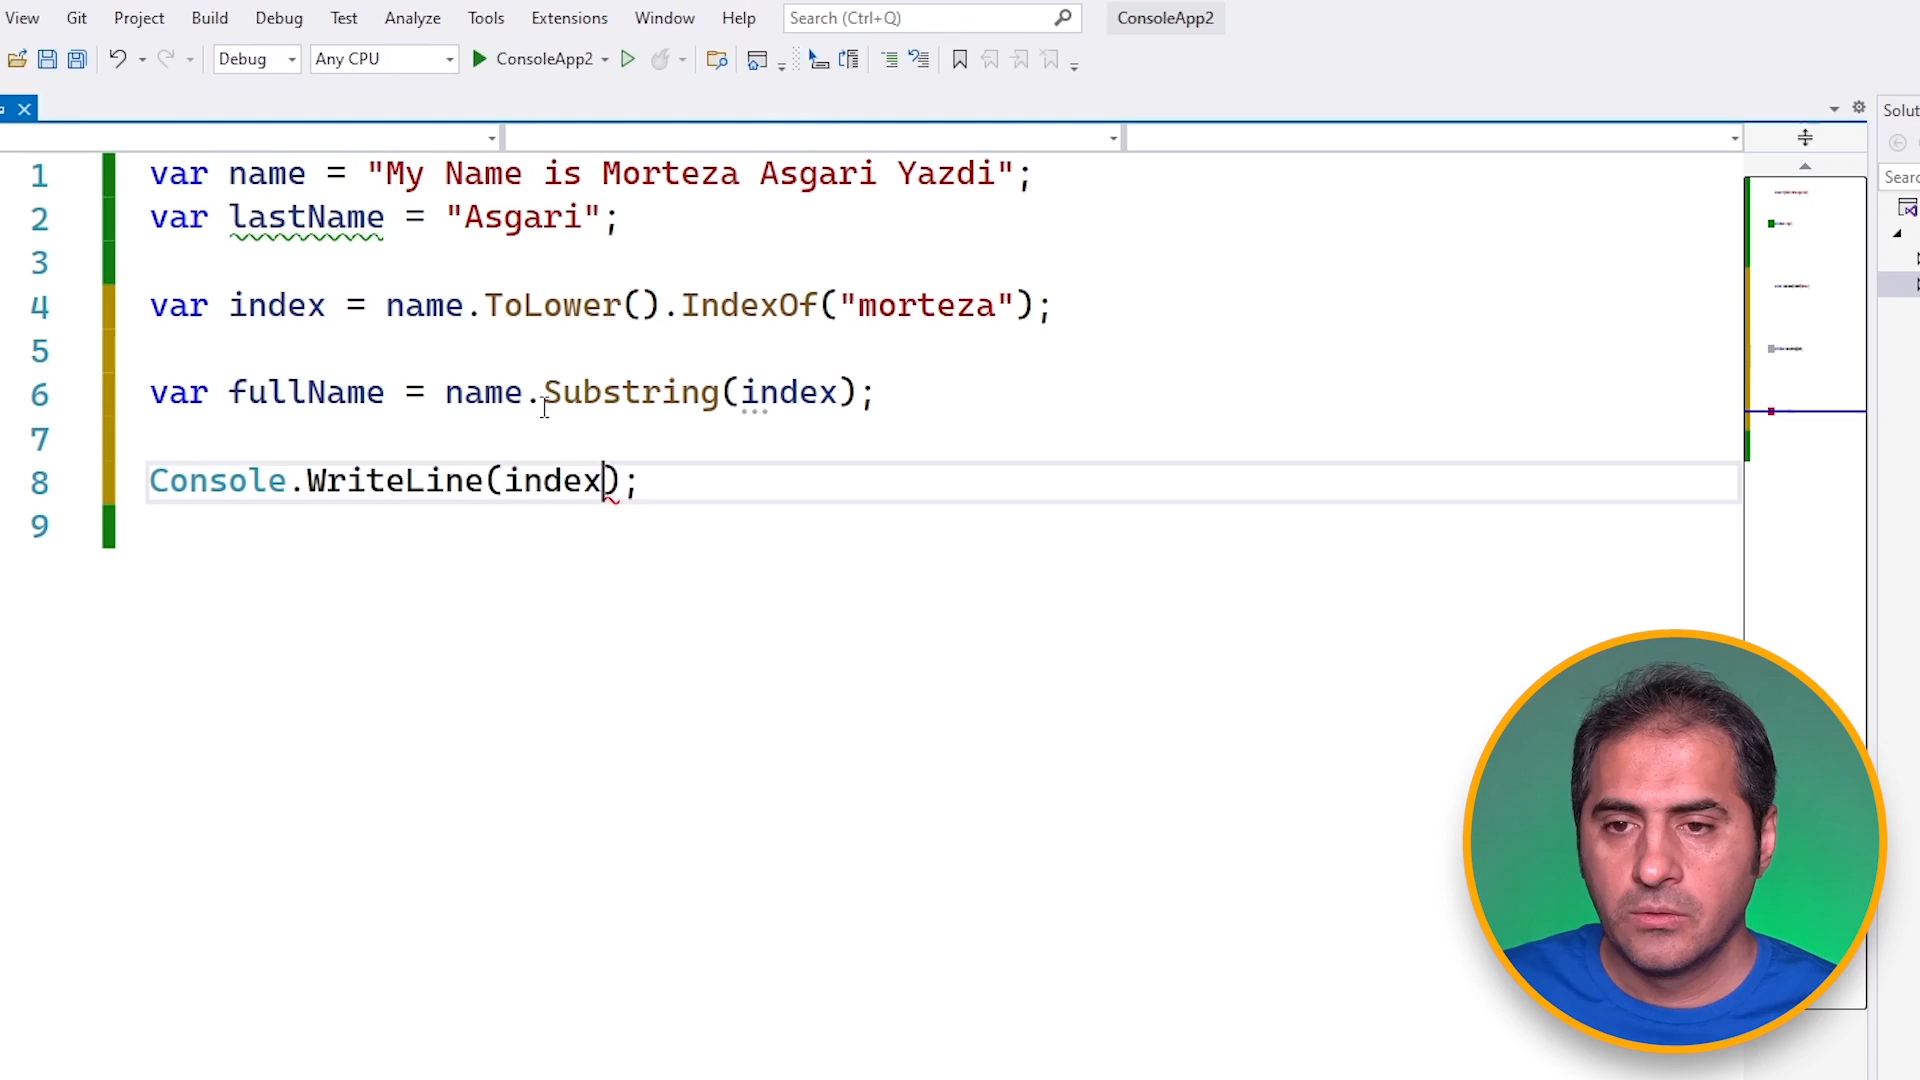 View Git Project Build Debug Test Analyze Tools Extensions Window Help Search (Ctrl+Q) ConsoleApp2
Debug Any CPU ConsoleApp2
Solut
Searc
1 var name = "My Name is Morteza Asgari Yazdi";
2 var lastName = "Asgari";
3
4 var index = name.ToLower().IndexOf("morteza");
5
6 var fullName = name.Substring(index);
7
8 Console.WriteLine(index);
9